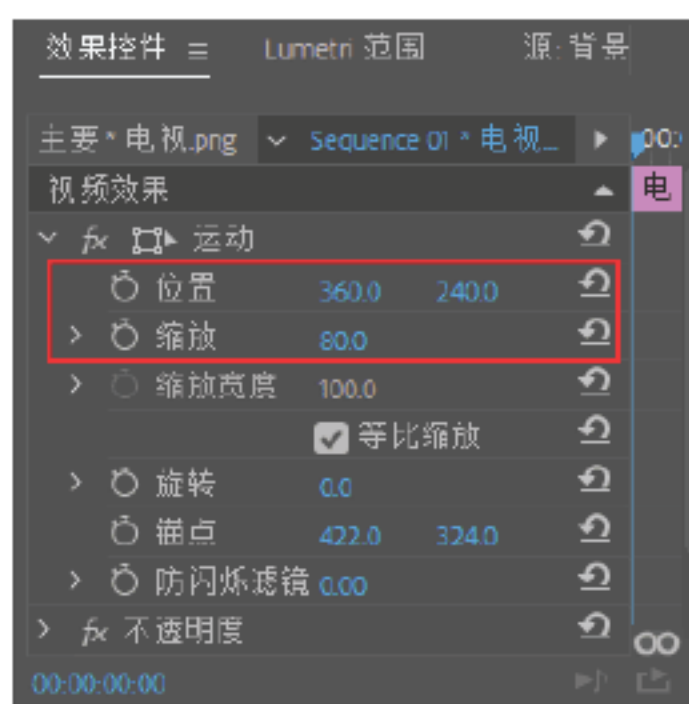 效果控件 ≡ Lumetri 范围 源:背景
主要*电视.png Sequence 01*电视... 00:
视频效果 电
fx 运动
位置 360.0 240.0
缩放 80.0
缩放宽度 100.0
等比缩放
旋转 0.0
锚点 422.0 324.0
防闪烁滤镜 0.00
fx 不透明度
00:00:00:00